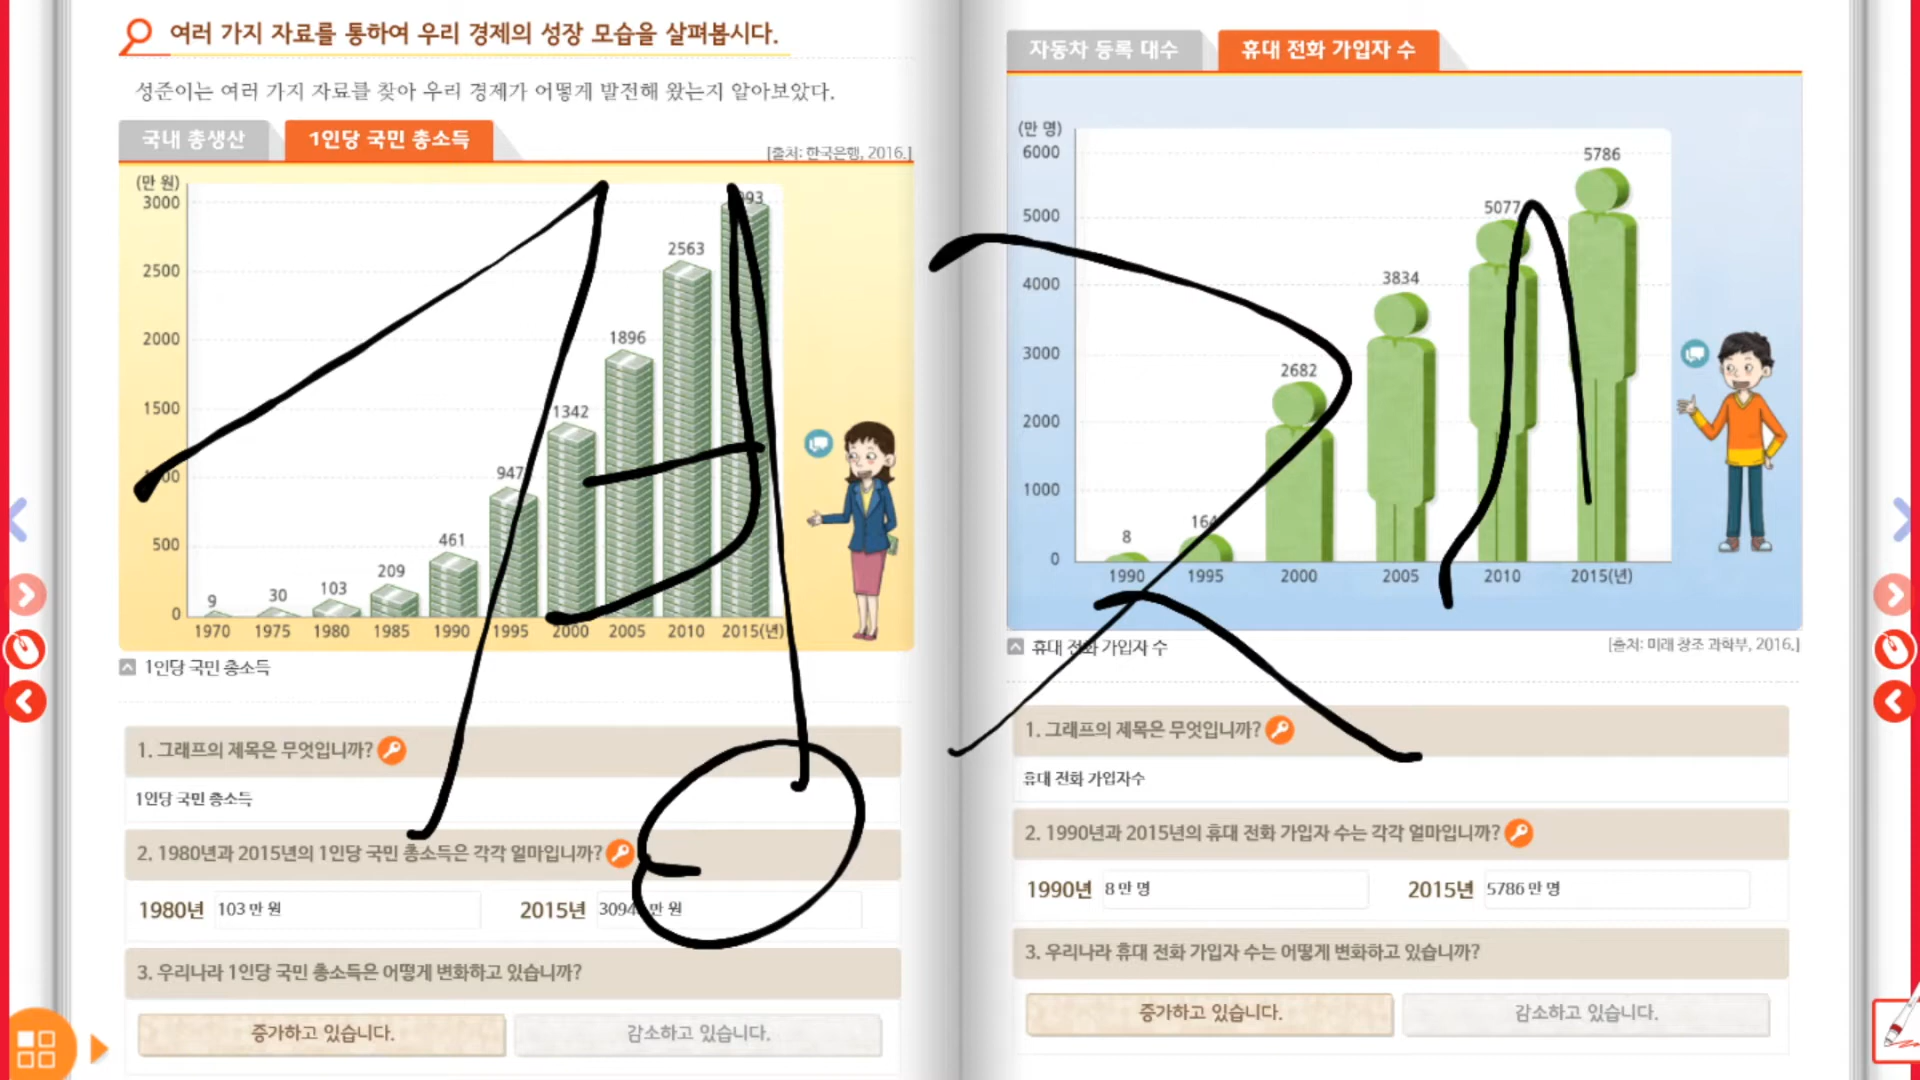 여러 가지 자료를 통하여 우리 경제의 성장 모습을 살펴봅시다.
성준이는 여러 가지 자료를 찾아 우리 경제가 어떻게 발전해 왔는지 알아보았다.
국내 총생산
1인당 국민 총소득
[출처: 한국은행, 2016.]
(만 원)
3000
2500
2000
1500
500
0
9
30
103
209
461
947
1342
1896
2563
1970
1975
1980
1985
1990
1995
2000
2005
2010
2015(년)
1인당 국민 총소득
1. 그래프의 제목은 무엇입니까?
1인당 국민 총소득
2. 1980년과 2015년의 1인당 국민 총소득은 각각 얼마입니까?
1980년 103 만 원 2015년 만 원
3. 우리나라 1인당 국민 총소득은 어떻게 변화하고 있습니까?
증가하고 있습니다. 감소하고 있습니다.
자동차 등록 대수
휴대 전화 가입자 수
(만 명)
6000
5000
4000
3000
2000
1000
0
8
164
2682
3834
5077
5786
1990
1995
2000
2005
2010
2015(년)
휴대 전화 가입자 수
[출처: 미래 창조 과학부, 2016.]
1. 그래프의 제목은 무엇입니까?
휴대 전화 가입자수
2. 1990년과 2015년의 휴대 전화 가입자 수는 각각 얼마입니까?
1990년 8 만 명 2015년 5786 만 명
3. 우리나라 휴대 전화 가입자 수는 어떻게 변화하고 있습니까?
증가하고 있습니다. 감소하고 있습니다.